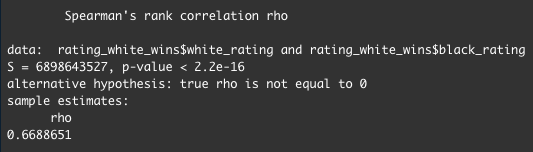 Spearman's rank correlation rho
data:  rating_white_wins$white_rating and rating_white_wins$black_rating
S = 6898643527, p-value < 2.2e-16
alternative hypothesis: true rho is not equal to 0
sample estimates:
rho
0.6688651